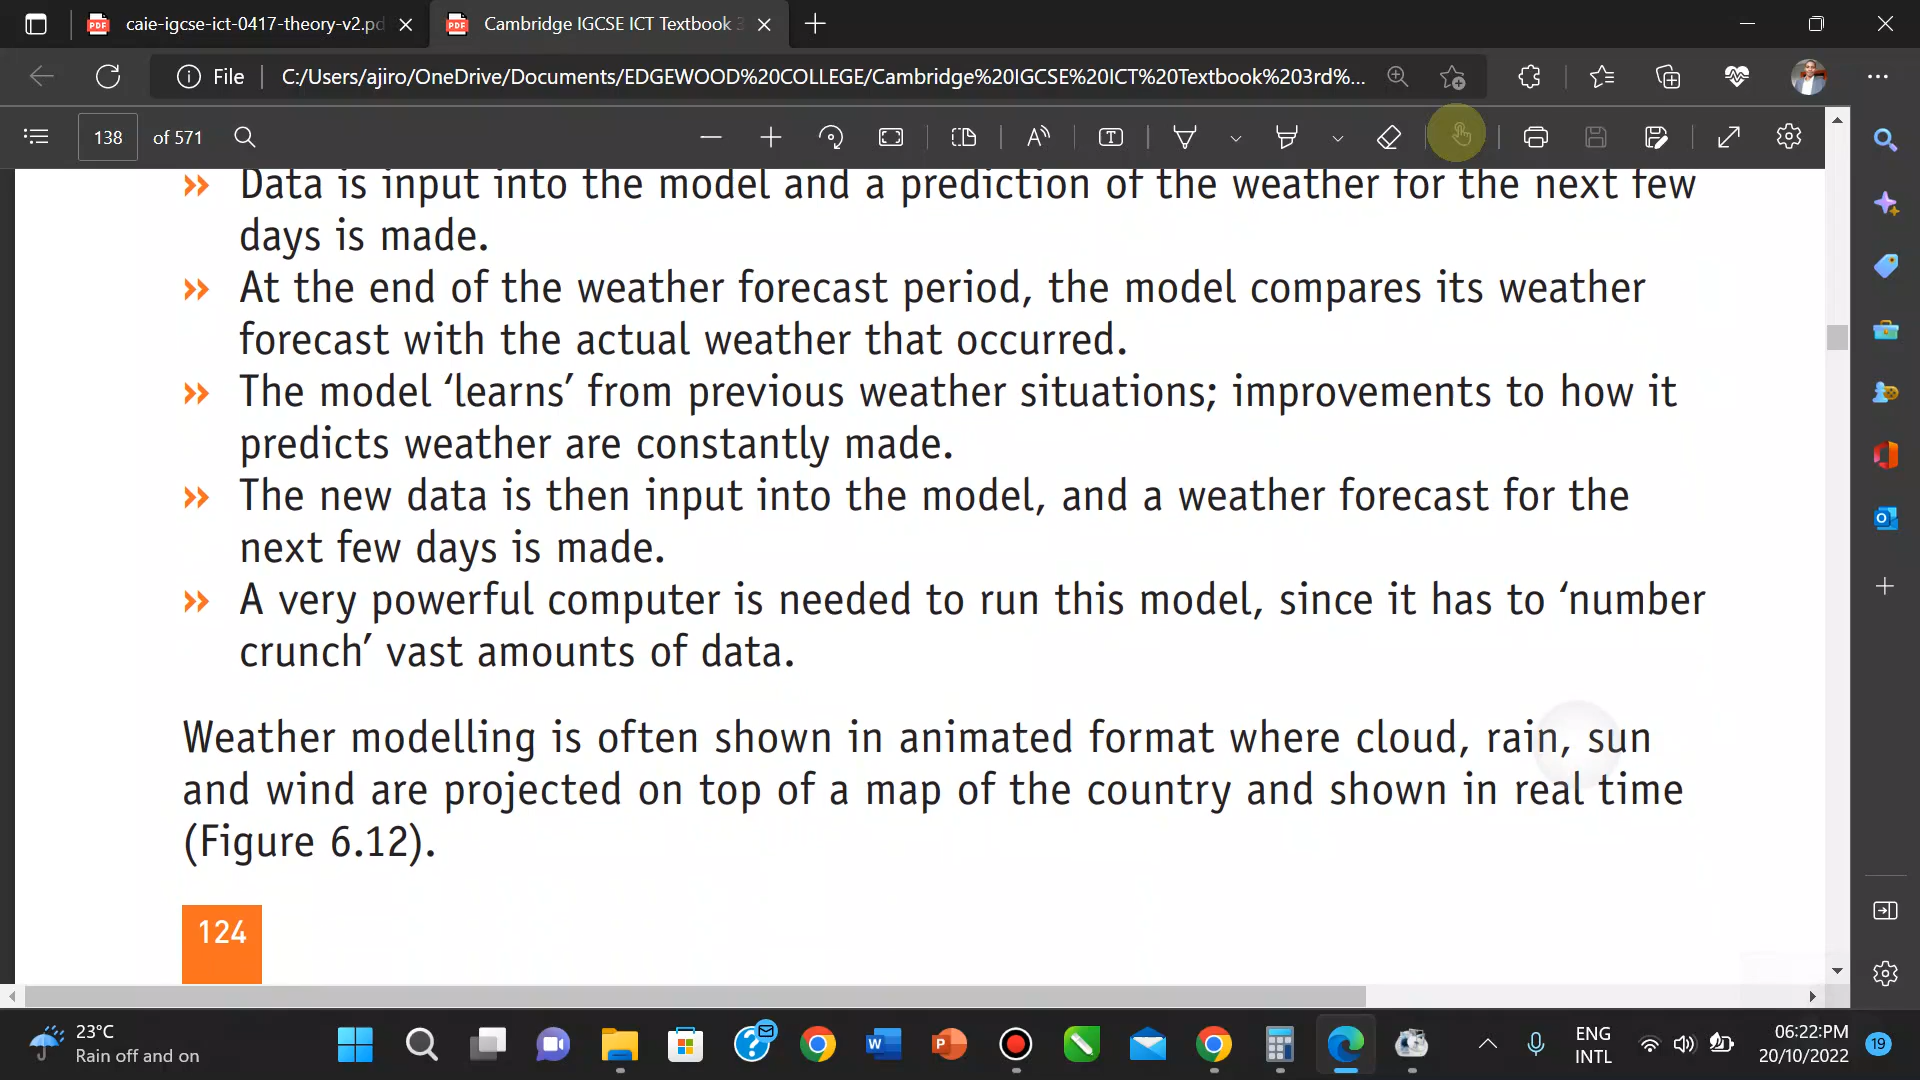 caie-igcse-ict-0417-theory-v2.pd
Cambridge IGCSE ICT Textbook 3
File
C:/Users/ajiro/OneDrive/Documents/EDGEWOOD%20COLLEGE/Cambridge%20IGCSE%20ICT%20Textbook%203rd%...
138 of 571
» Data is input into the model and a prediction of the weather for the next few
days is made.
» At the end of the weather forecast period, the model compares its weather
forecast with the actual weather that occurred.
» The model ‘learns’ from previous weather situations; improvements to how it
predicts weather are constantly made.
» The new data is then input into the model, and a weather forecast for the
next few days is made.
» A very powerful computer is needed to run this model, since it has to ‘number
crunch’ vast amounts of data.
Weather modelling is often shown in animated format where cloud, rain, sun
and wind are projected on top of a map of the country and shown in real time
(Figure 6.12).
124
23°C
Rain off and on
ENG
INTL
06:22:PM
20/10/2022
19